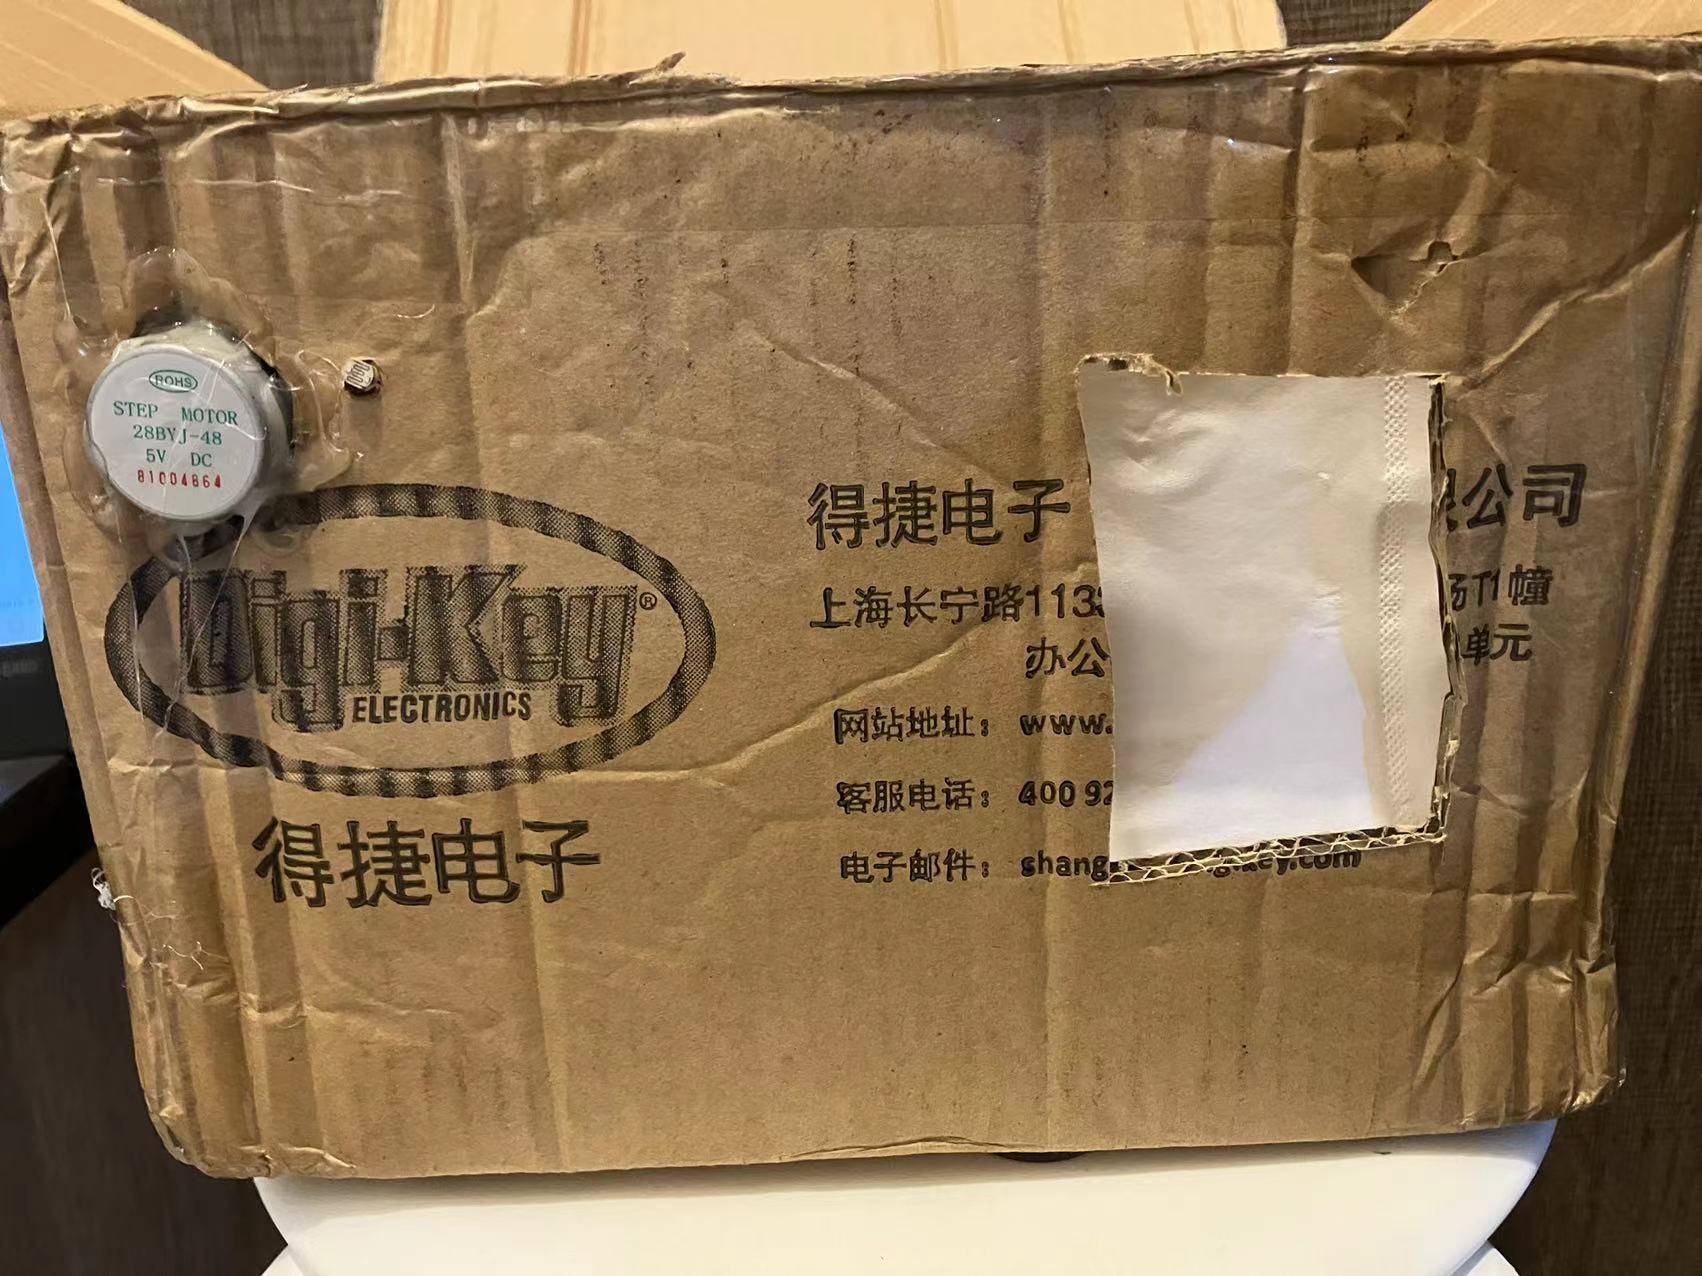 ROHS
STEP MOTOR
28BYJ-48
5V DC
81004864
Digi-Key®
ELECTRONICS
得捷电子
得捷电子 公司
上海长宁路113 T1幢
办公 单元
网站地址： www.
客服电话： 400 92
电子邮件： shang key.com